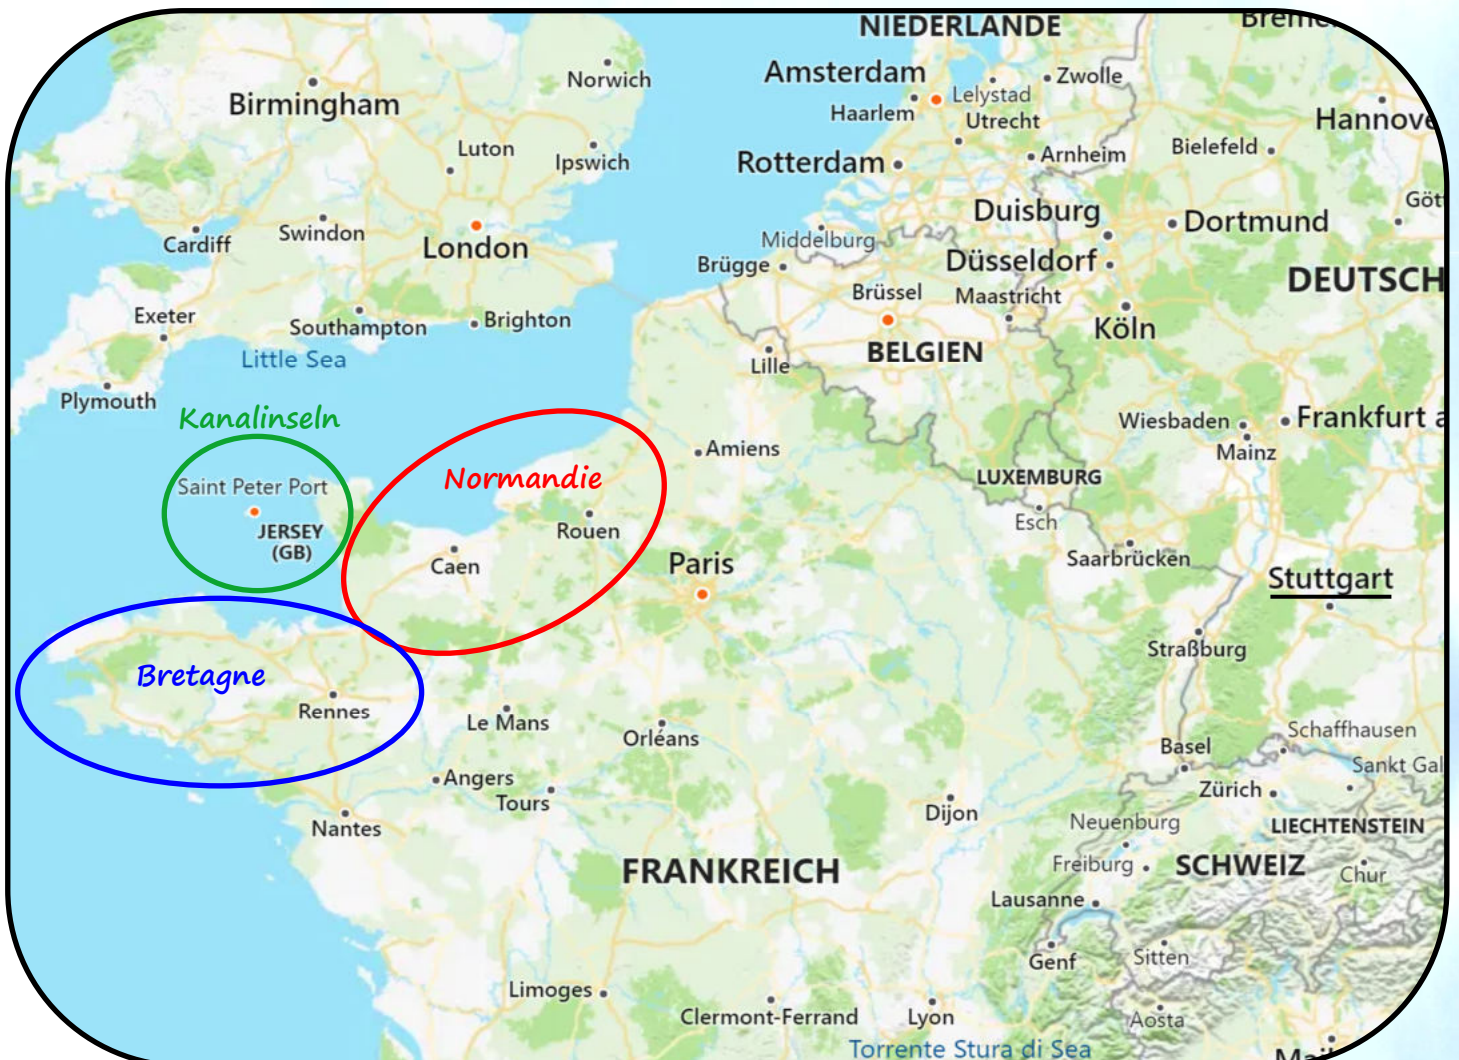 NIEDERLANDE
Amsterdam
Norwich
Zwolle
Lelystad
Birmingham
Haarlem
Utrecht
Hannove
Luton
Ipswich
Rotterdam
Arnheim
Bielefeld
Göt
Duisburg
Dortmund
Cardiff
Swindon
London
Middelburg
Brügge
Düsseldorf
DEUTSCH
Brüssel
Maastricht
Exeter
Southampton
Brighton
Köln
Little Sea
BELGIEN
Lille
Plymouth
Kanalinseln
Wiesbaden
Frankfurt a
Amiens
Mainz
Normandie
LUXEMBURG
Saint Peter Port
JERSEY
(GB)
Rouen
Esch
Caen
Paris
Saarbrücken
Stuttgart
Straßburg
Bretagne
Rennes
Le Mans
Orléans
Schaffhausen
Basel
Sankt Gal
Angers
Tours
Zürich
Nantes
Dijon
Neuenburg
LIECHTENSTEIN
FRANKREICH
Freiburg
SCHWEIZ
Chur
Lausanne
Genf
Sitten
Limoges
Clermont-Ferrand
Lyon
Aosta
Torrente Stura di Sea